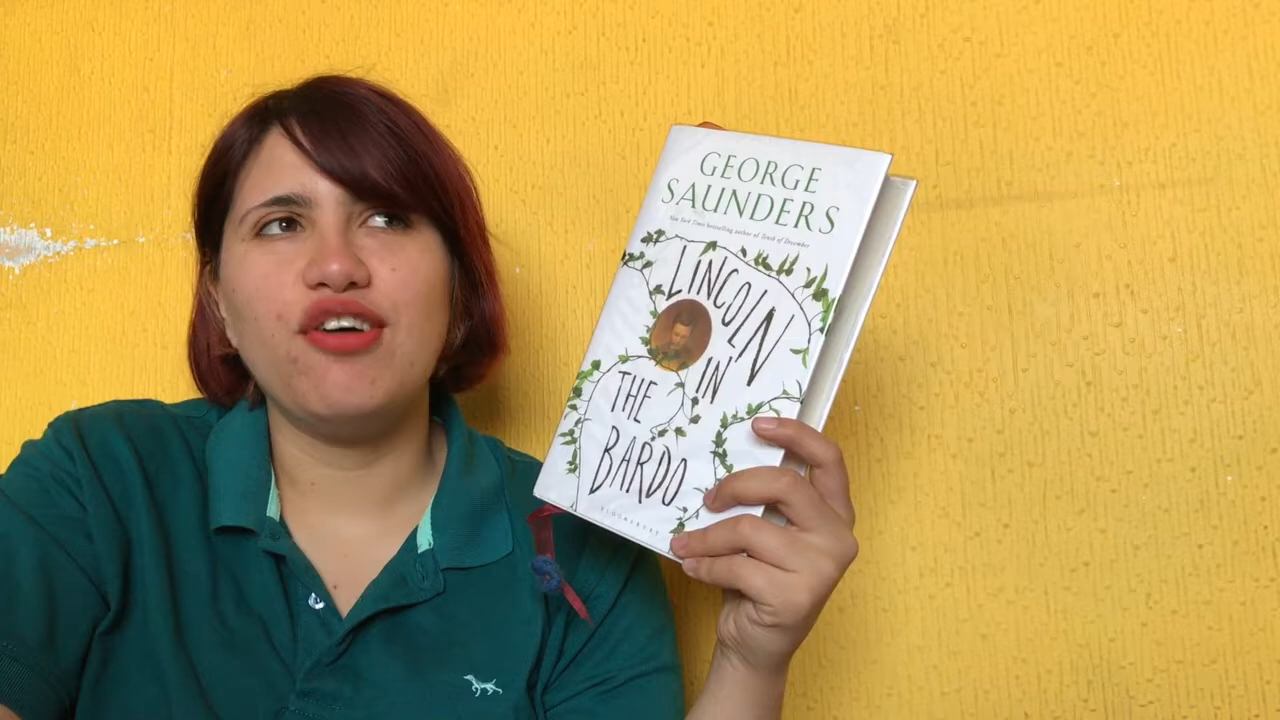 GEORGE
SAUNDERS
New York Times bestselling author of Tenth of December
LINCOLN
IN
THE
BARDO
BLOOMSBURY